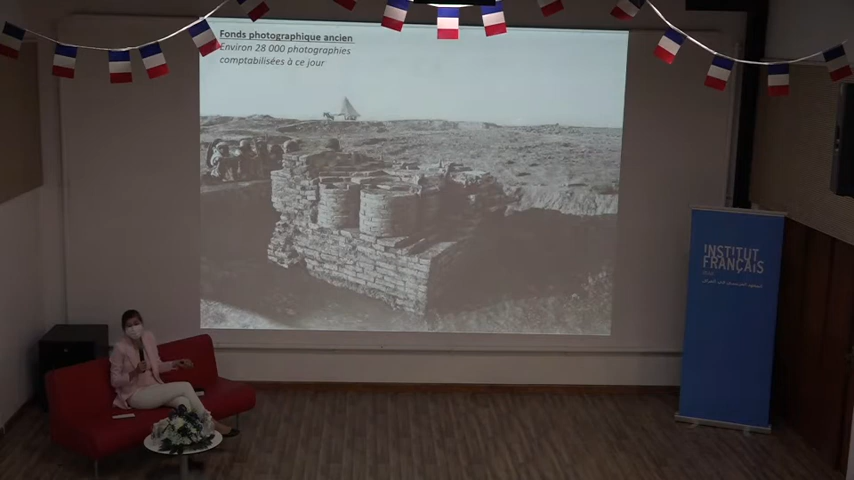 Fonds photographique ancien
Environ 28 000 photographies
comptabilisées à ce jour
INSTITUT
FRANÇAIS